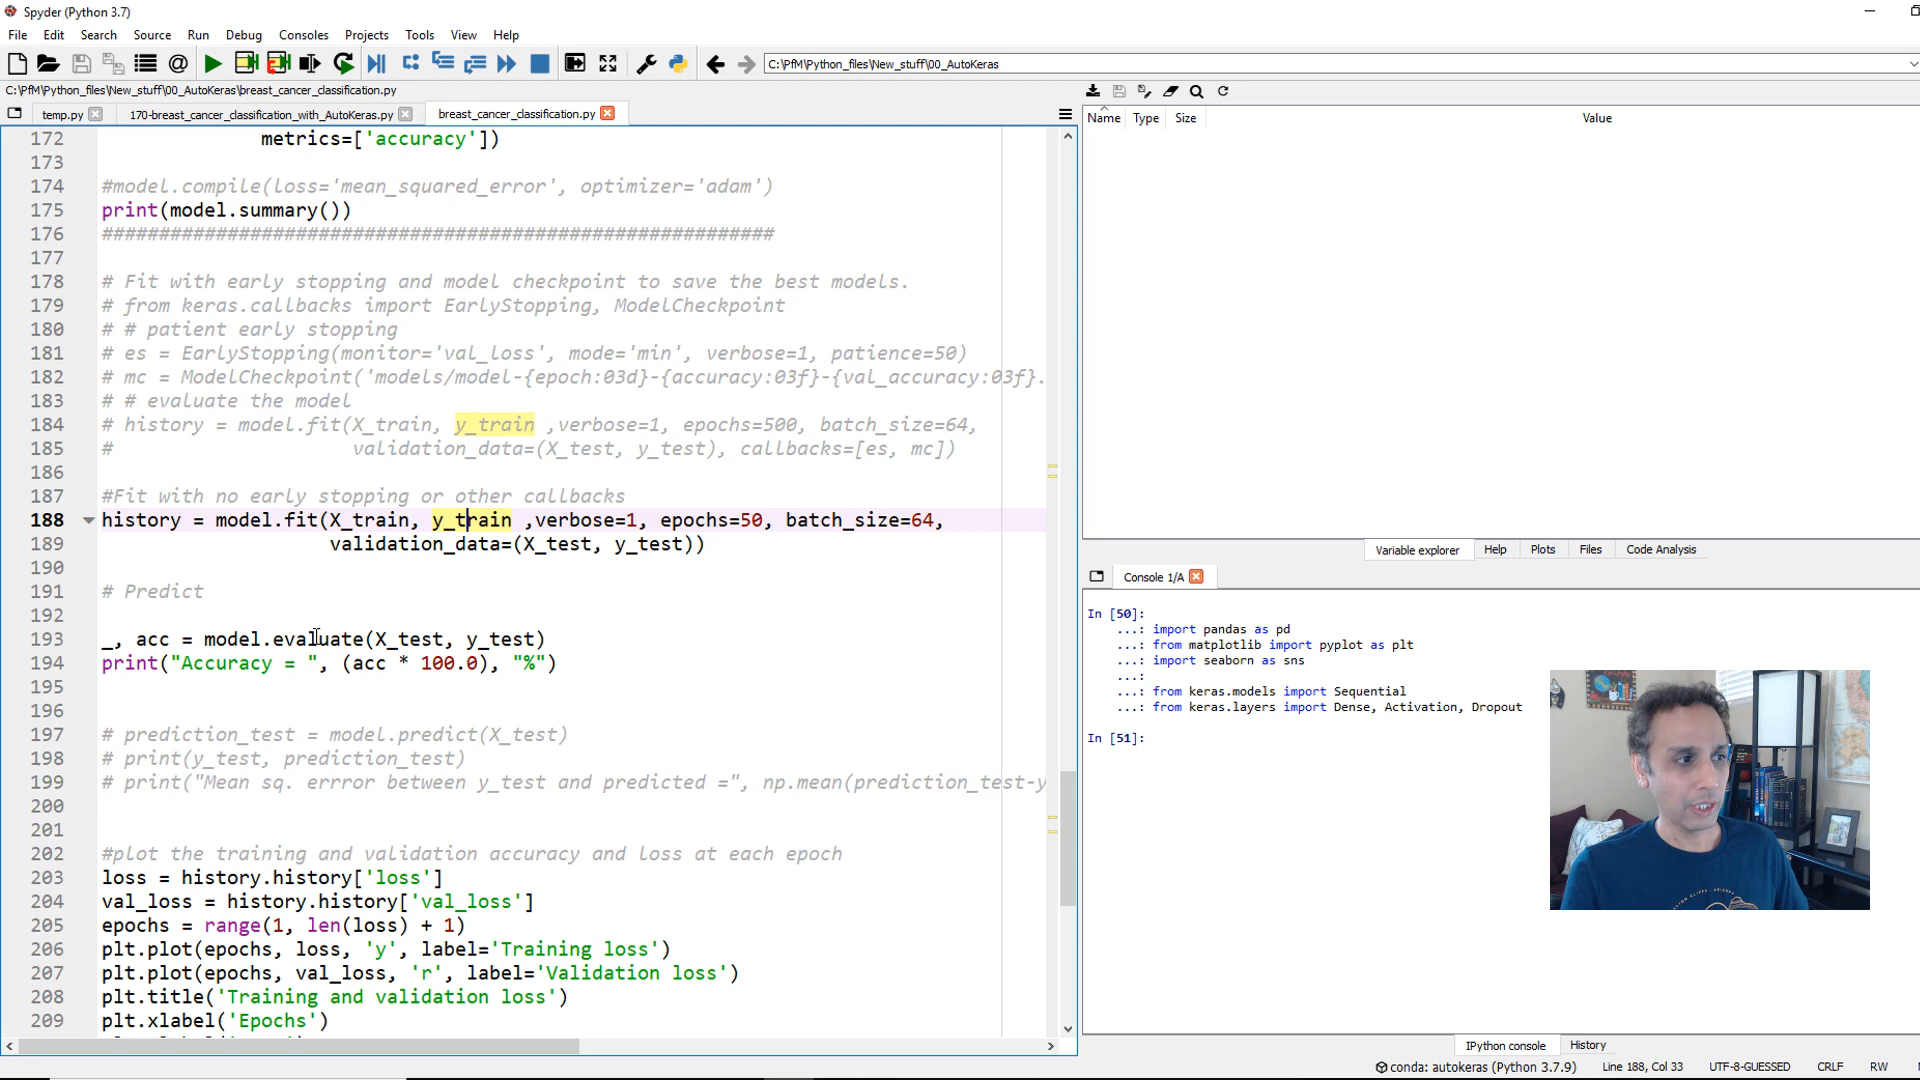 Spyder (Python 3.7)
File Edit Search Source Run Debug Consoles Projects Tools View Help
C:\PfM\Python_files\New_stuff\00_AutoKeras
C:\PfM\Python_files\New_stuff\00_AutoKeras\breast_cancer_classification.py
temp.py 170-breast_cancer_classification_with_AutoKeras.py breast_cancer_classification.py
172 metrics=['accuracy'])
173
174 #model.compile(loss='mean_squared_error', optimizer='adam')
175 print(model.summary())
176 ###########################################################
177
178 # Fit with early stopping and model checkpoint to save the best models.
179 # from keras.callbacks import EarlyStopping, ModelCheckpoint
180 # # patient early stopping
181 # es = EarlyStopping(monitor='val_loss', mode='min', verbose=1, patience=50)
182 # mc = ModelCheckpoint('models/model-{epoch:03d}-{accuracy:03f}-{val_accuracy:03f}.
183 # # evaluate the model
184 # history = model.fit(X_train, y_train ,verbose=1, epochs=500, batch_size=64,
185 # validation_data=(X_test, y_test), callbacks=[es, mc])
186
187 #Fit with no early stopping or other callbacks
188 history = model.fit(X_train, y_train ,verbose=1, epochs=50, batch_size=64,
189 validation_data=(X_test, y_test))
190
191 # Predict
192
193 _, acc = model.evaluate(X_test, y_test)
194 print("Accuracy = ", (acc * 100.0), "%")
195
196
197 # prediction_test = model.predict(X_test)
198 # print(y_test, prediction_test)
199 # print("Mean sq. errror between y_test and predicted =", np.mean(prediction_test-y
200
201
202 #plot the training and validation accuracy and loss at each epoch
203 loss = history.history['loss']
204 val_loss = history.history['val_loss']
205 epochs = range(1, len(loss) + 1)
206 plt.plot(epochs, loss, 'y', label='Training loss')
207 plt.plot(epochs, val_loss, 'r', label='Validation loss')
208 plt.title('Training and validation loss')
209 plt.xlabel('Epochs')
Name Type Size Value
Variable explorer Help Plots Files Code Analysis
Console 1/A
In [50]:
...: import pandas as pd
...: from matplotlib import pyplot as plt
...: import seaborn as sns
...:
...: from keras.models import Sequential
...: from keras.layers import Dense, Activation, Dropout
In [51]:
IPython console History
conda: autokeras (Python 3.7.9) Line 188, Col 33 UTF-8-GUESSED CRLF RW